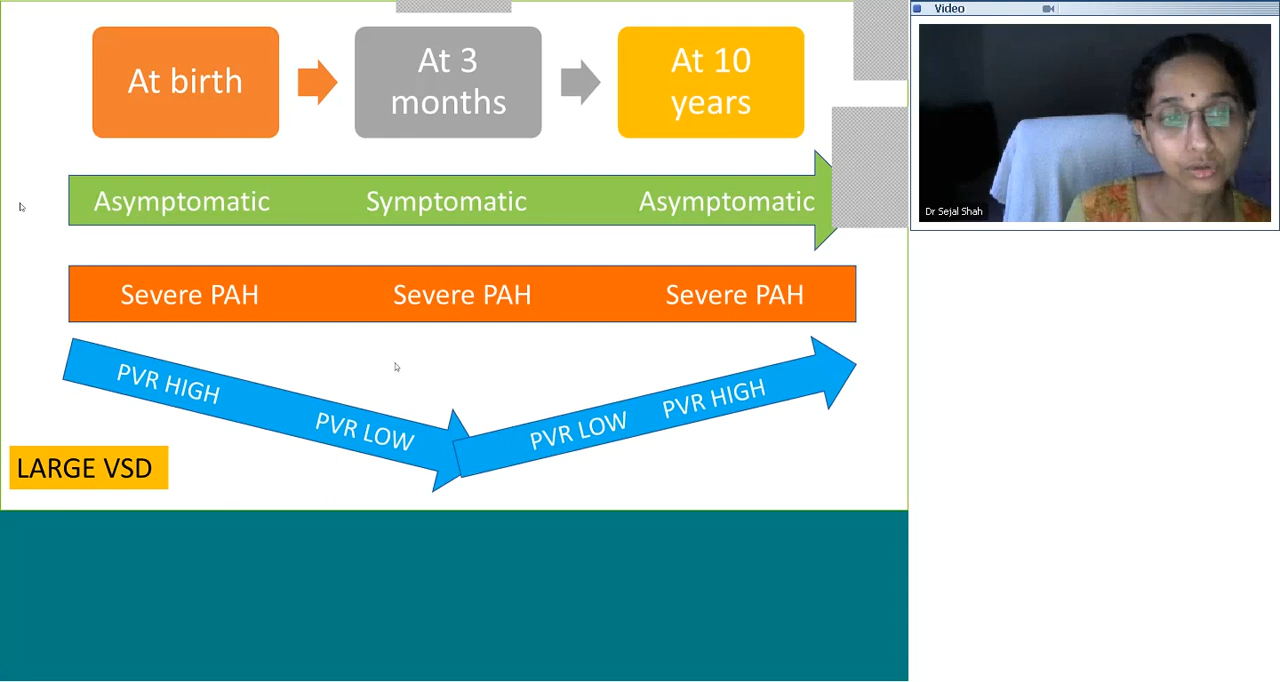 Video
At birth
At 3
months
At 10
years
Asymptomatic Symptomatic Asymptomatic
Dr Sejal Shah
Severe PAH Severe PAH Severe PAH
PVR HIGH
PVR LOW
PVR LOW
PVR HIGH
LARGE VSD